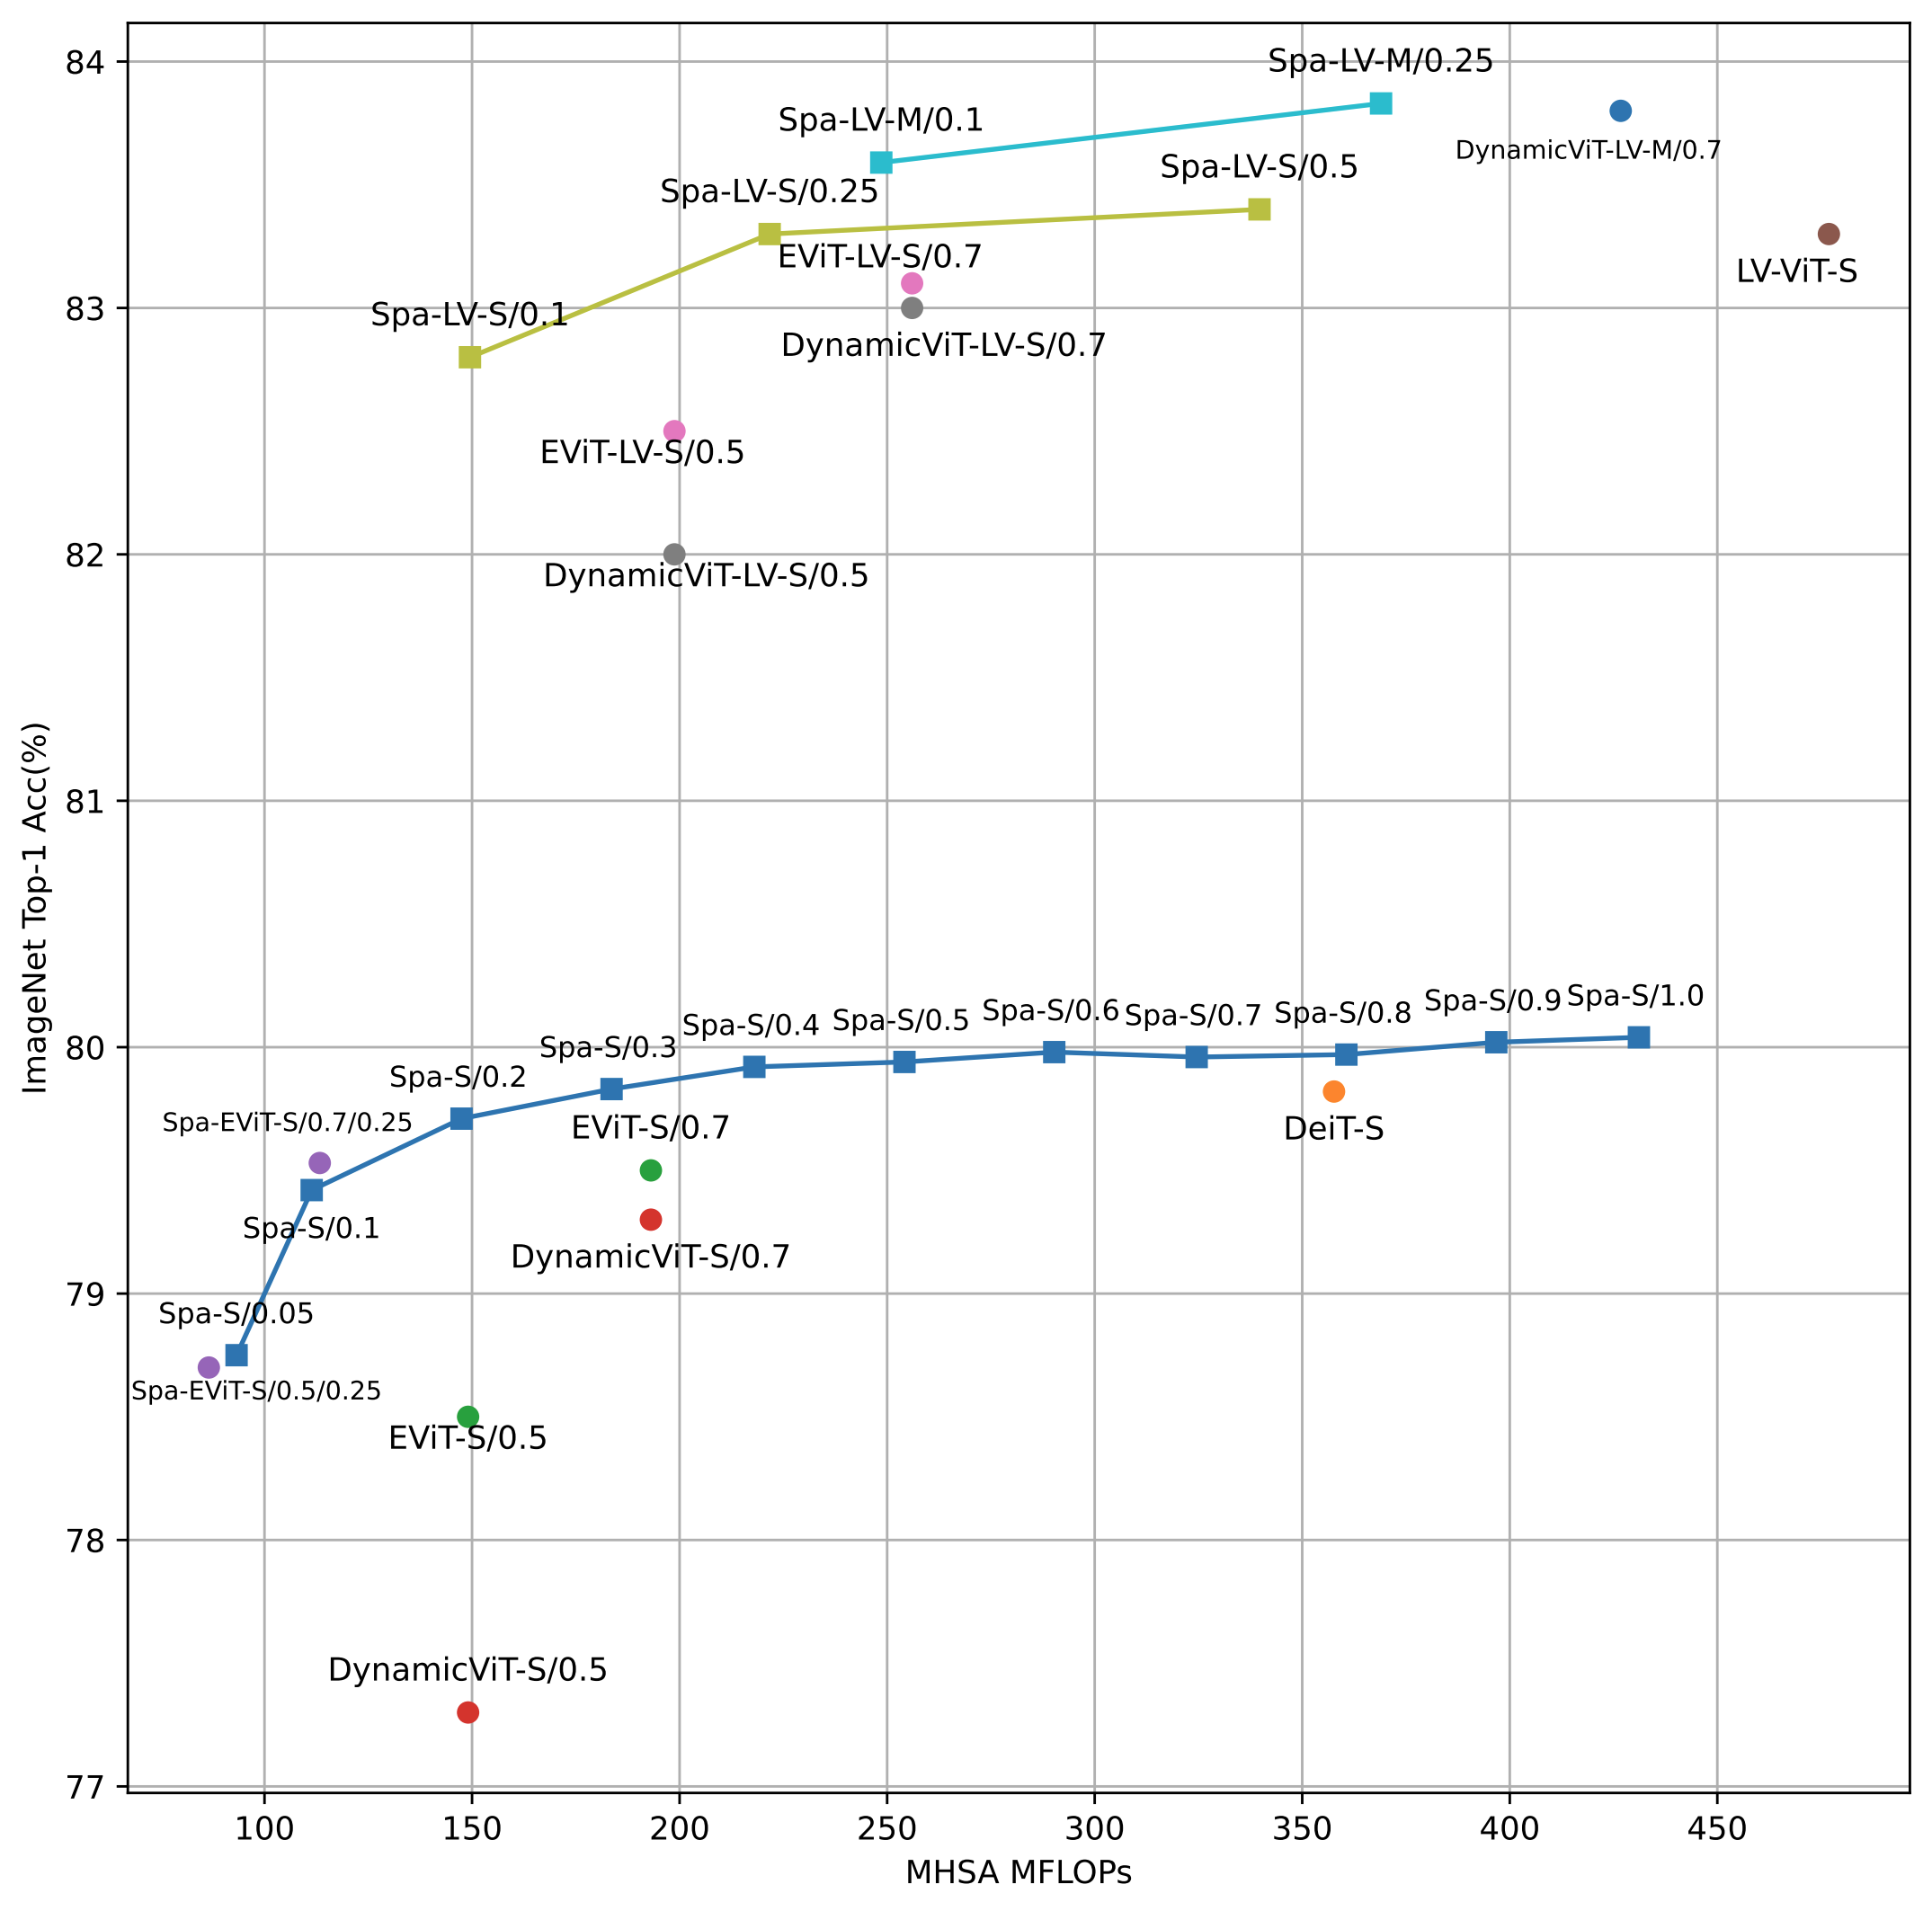 84
Spa-LV-M/0.25
Spa-LV-M/0.1
DynamicViT-LV-M/0.7
Spa-LV-S/0.5
Spa-LV-S/0.25
EViT-LV-S/0.7
LV-ViT-S
83
Spa-LV-S/0.1
DynamicViT-LV-S/0.7
EViT-LV-S/0.5
82
DynamicViT-LV-S/0.5
81
ImageNet Top-1 Acc(%)
80
Spa-S/0.2
Spa-S/0.3
Spa-S/0.4
Spa-S/0.5
Spa-S/0.6
Spa-S/0.7
Spa-S/0.8
Spa-S/0.9
Spa-S/1.0
Spa-EViT-S/0.7/0.25
EViT-S/0.7
DeiT-S
Spa-S/0.1
DynamicViT-S/0.7
79
Spa-S/0.05
Spa-EViT-S/0.5/0.25
EViT-S/0.5
78
DynamicViT-S/0.5
77
100 150 200 250 300 350 400 450
MHSA MFLOPs